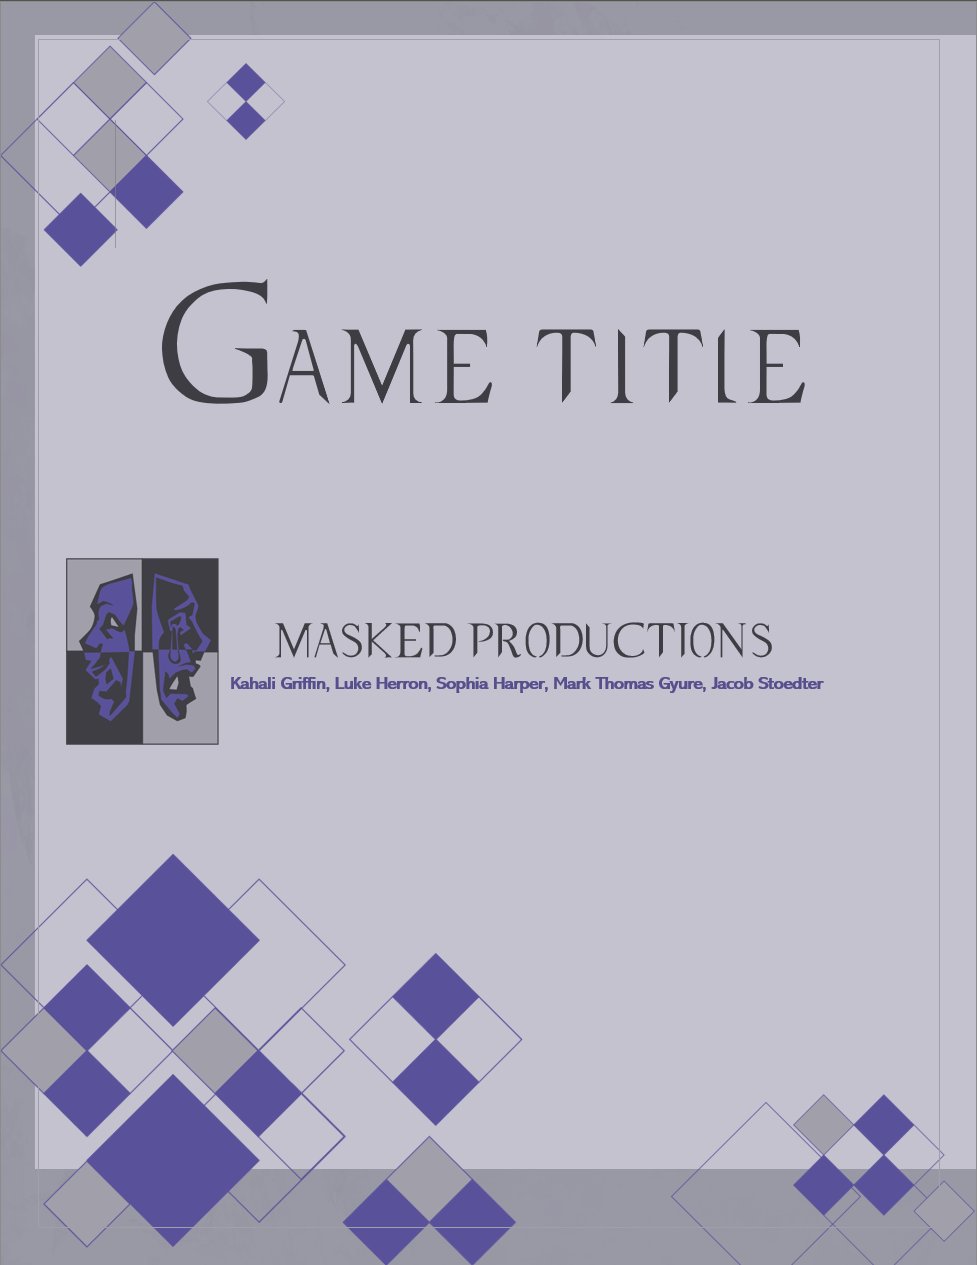 GAME TITLE
MASKED PRODUCTIONS
Kahali Griffin, Luke Herron, Sophia Harper, Mark Thomas Gyure, Jacob Stoedter